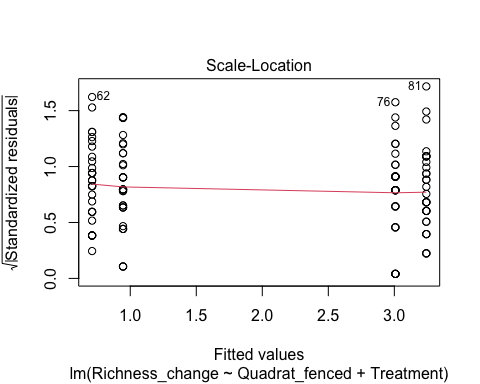 Scale-Location
√|Standardized residuals|
1.5
1.0
0.5
0.0
62
76
81
1.0 1.5 2.0 2.5 3.0
Fitted values
lm(Richness_change ~ Quadrat_fenced + Treatment)